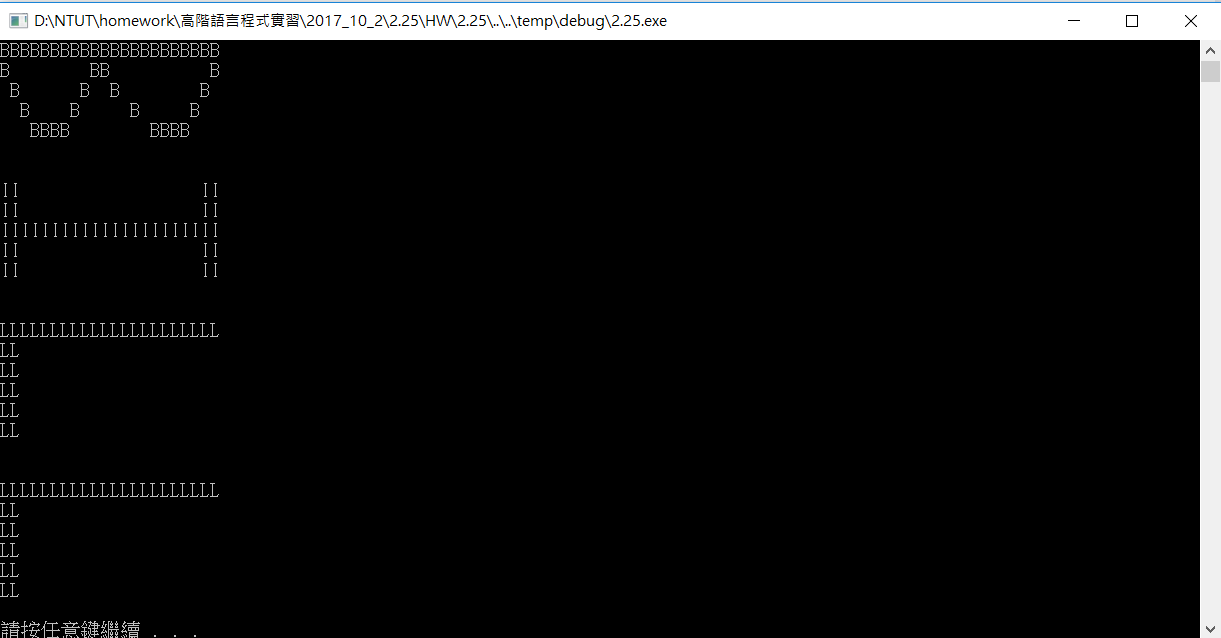 D:\NTUT\homework\高階語言程式實習\2017_10_2\2.25\HW\2.25\.\..\temp\debug\2.25.exe
BBBBBBBBBBBBBBBBBBBBBB
B        BB          B
 B      B  B        B
  B    B     B     B
   BBBB        BBBB
II                  II
II                  II
IIIIIIIIIIIIIIIIIIIIII
II                  II
II                  II
LLLLLLLLLLLLLLLLLLLLLL
LL
LL
LL
LL
LL
LLLLLLLLLLLLLLLLLLLLLL
LL
LL
LL
LL
LL
請按任意鍵繼續 . . .